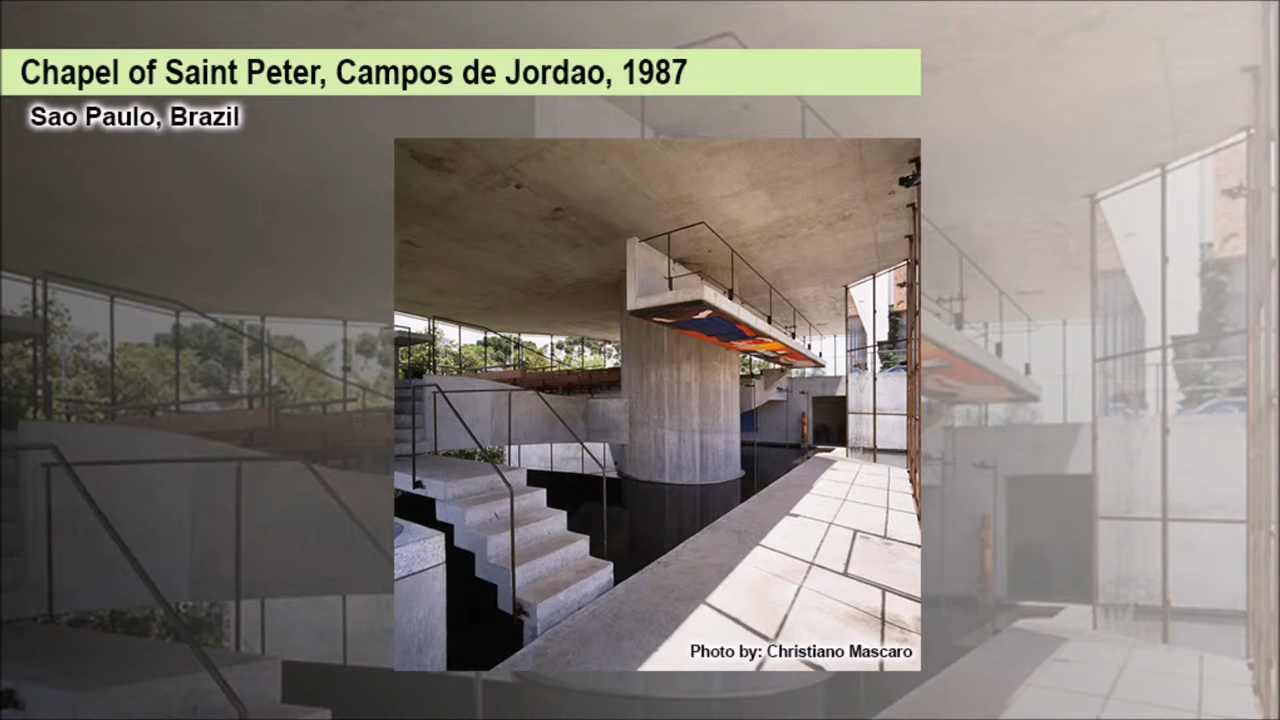 Chapel of Saint Peter, Campos de Jordao, 1987
Sao Paulo, Brazil
Photo by: Christiano Mascaro